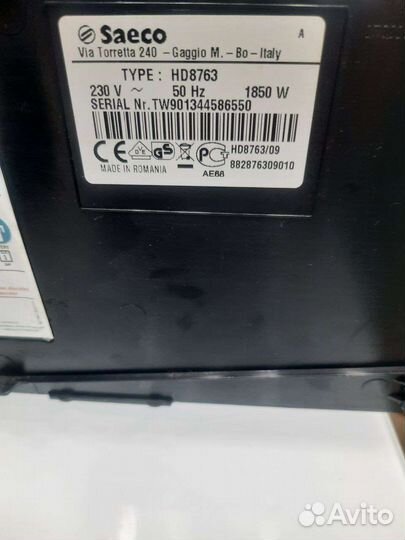 Saeco A
Via Torretta 240 - Gaggio M. - Bo - Italy
TYPE : HD8763
230 V ~ 50 Hz 1850 W
SERIAL Nr.TW901344586550
HD8763/09
882876309010
MADE IN ROMANIA
AE68
Avito